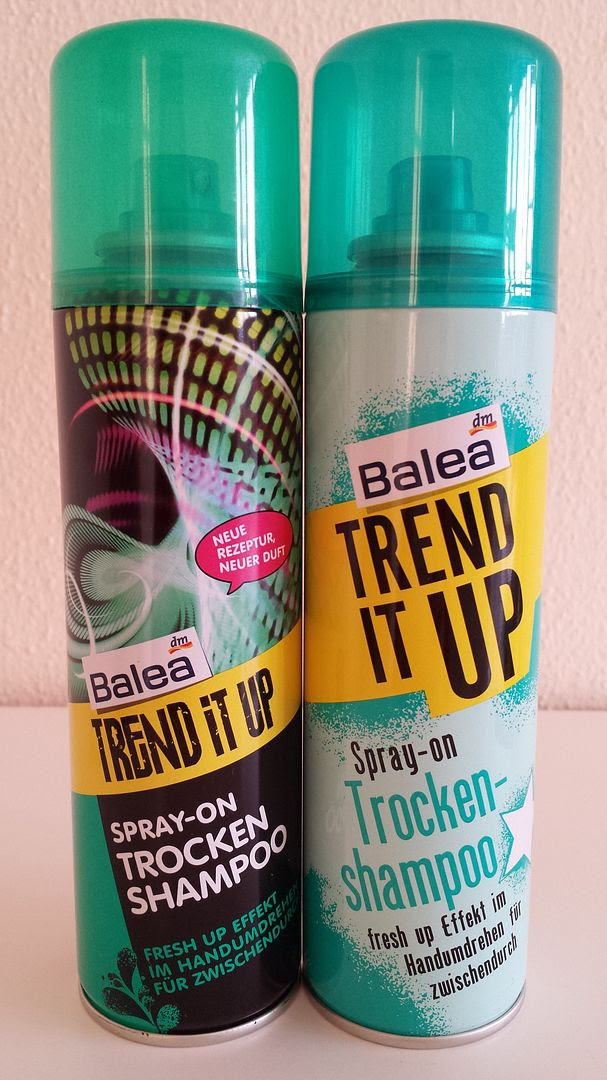 NEUE
REZEPTUR,
NEUER DUFT
dm
Balea
TREND IT UP
SPRAY-ON
TROCKEN
SHAMPOO
FRESH UP EFFEKT
IM HANDUMDREHEN
FÜR ZWISCHENDURCH
dm
Balea
TREND
IT UP
Spray-on
Trocken-
shampoo
fresh up Effekt im
Handumdrehen für
zwischendurch